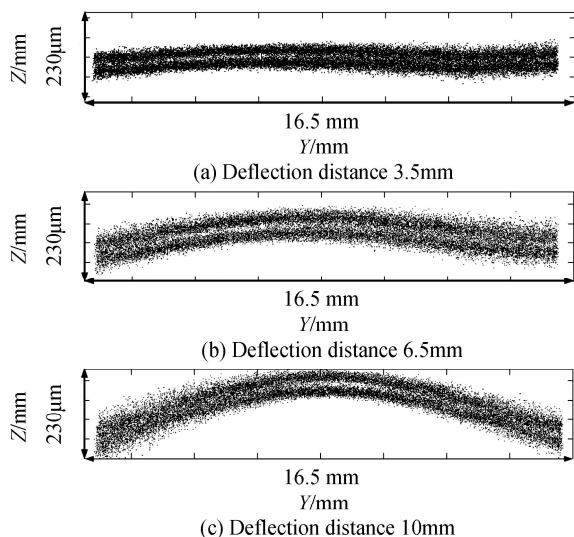 Z/mm
230μm
16.5 mm
Y/mm
(a) Deflection distance 3.5mm
Z/mm
230μm
16.5 mm
Y/mm
(b) Deflection distance 6.5mm
Z/mm
230μm
16.5 mm
Y/mm
(c) Deflection distance 10mm